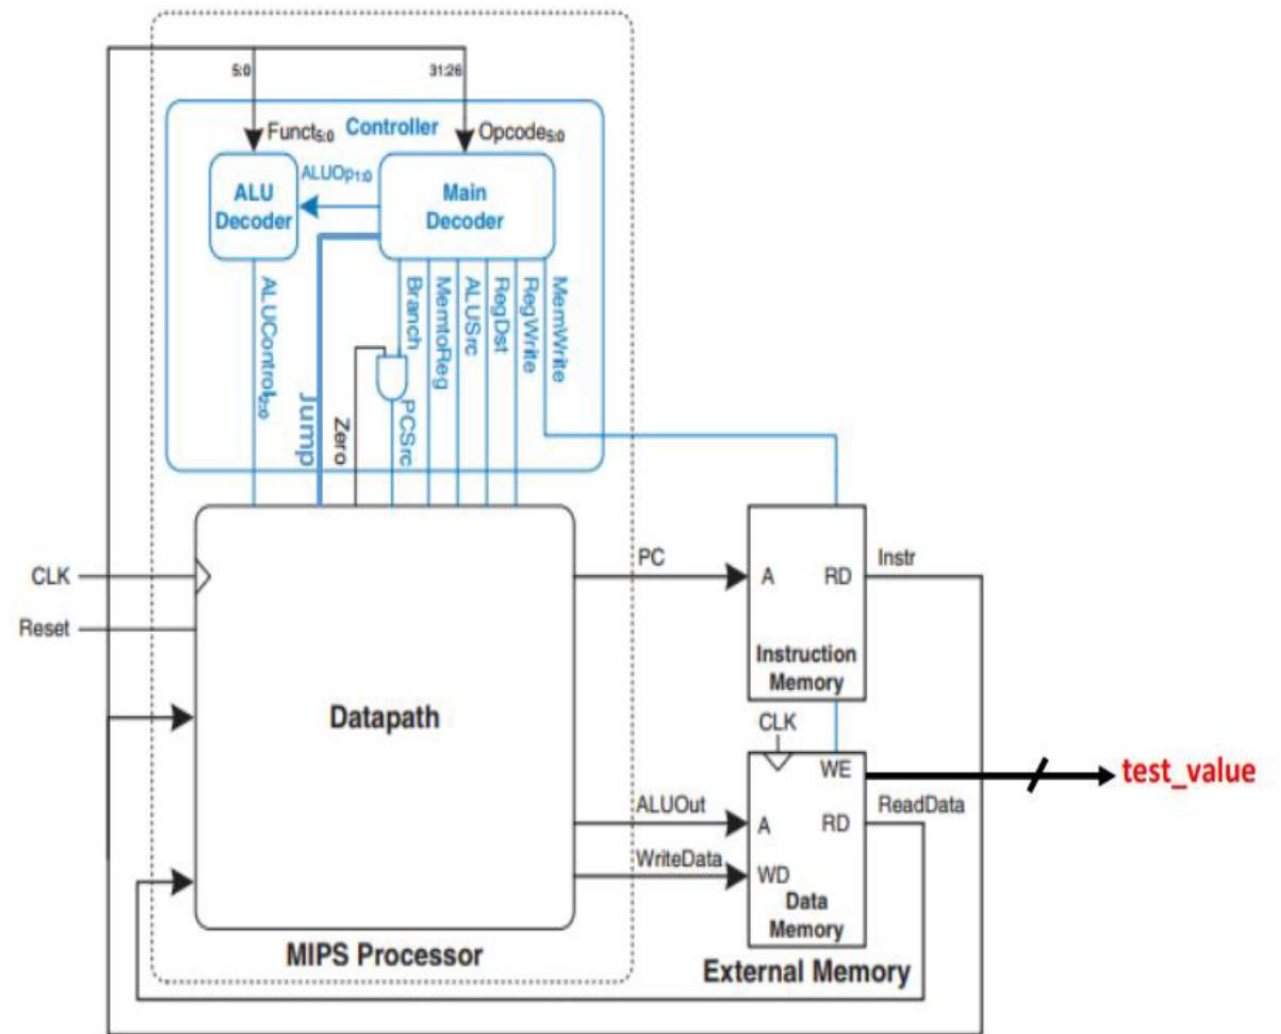 5:0
31:26
Funct5:0
Controller
Opcode5:0
ALUOp1:0
ALU
Decoder
Main
Decoder
ALUControl2:0
Jump
Zero
Branch
PCSrc
MemtoReg
ALUSrc
RegDst
RegWrite
MemWrite
CLK
Reset
Datapath
PC
A
RD
Instr
Instruction
Memory
CLK
WE
test_value
ALUOut
A
RD
ReadData
WriteData
WD
Data
Memory
MIPS Processor
External Memory